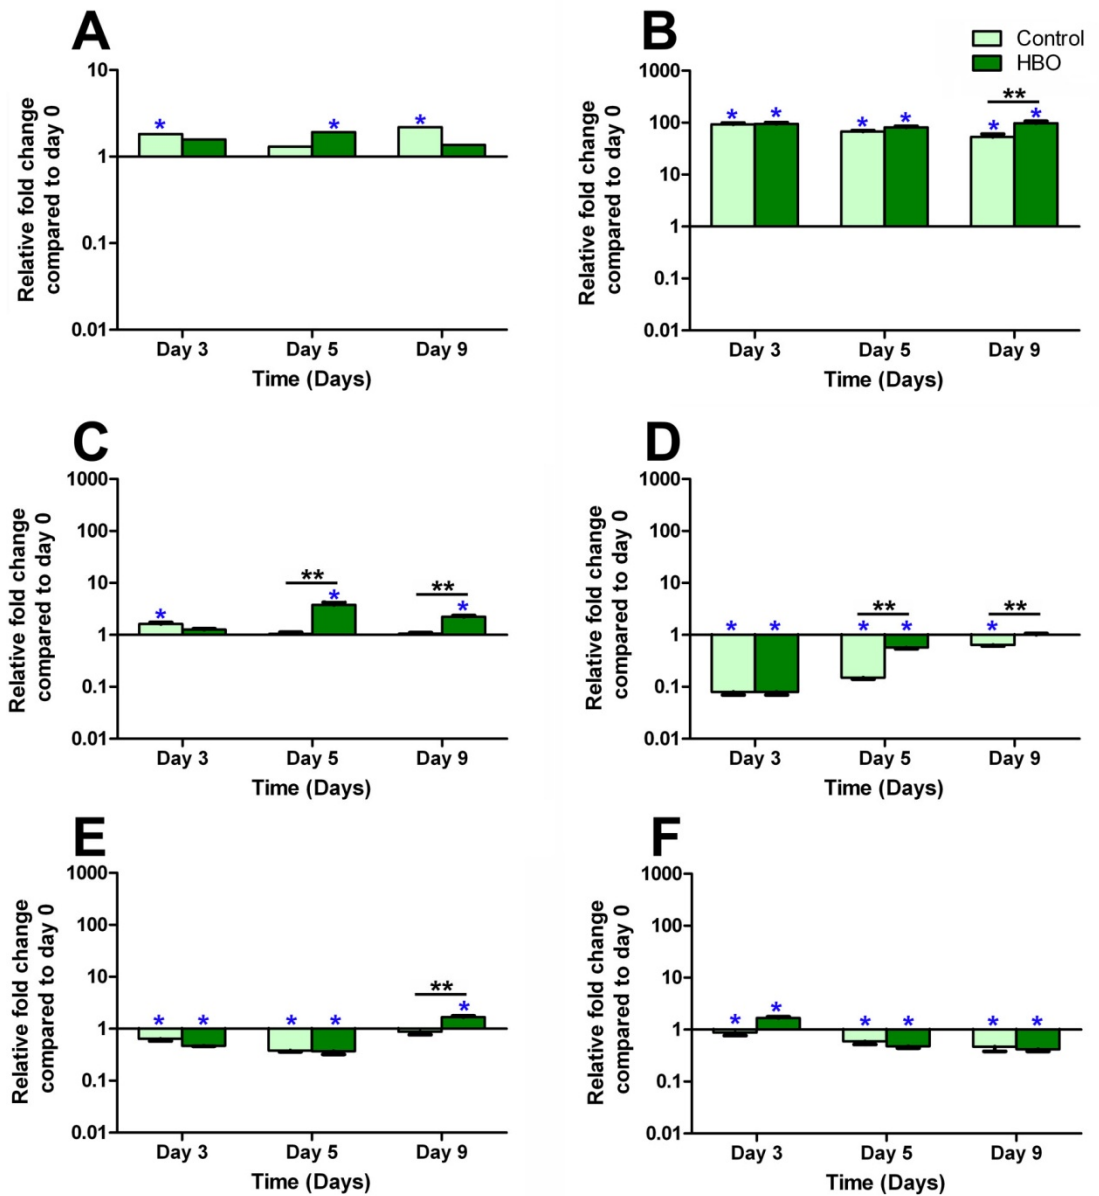 A
10
1
0.1
0.01
Relative fold change
compared to day 0
* * *
Day 3 Day 5 Day 9
Time (Days)
B
Control
HBO
1000
100
10
1
0.1
0.01
Relative fold change
compared to day 0
**
* * * * * *
Day 3 Day 5 Day 9
Time (Days)
C
1000
100
10
1
0.1
0.01
Relative fold change
compared to day 0
** **
* * *
Day 3 Day 5 Day 9
Time (Days)
D
1000
100
10
1
0.1
0.01
Relative fold change
compared to day 0
** **
* * * * *
Day 3 Day 5 Day 9
Time (Days)
E
1000
100
10
1
0.1
0.01
Relative fold change
compared to day 0
**
* * * * *
Day 3 Day 5 Day 9
Time (Days)
F
1000
100
10
1
0.1
0.01
Relative fold change
compared to day 0
* * * * * *
Day 3 Day 5 Day 9
Time (Days)